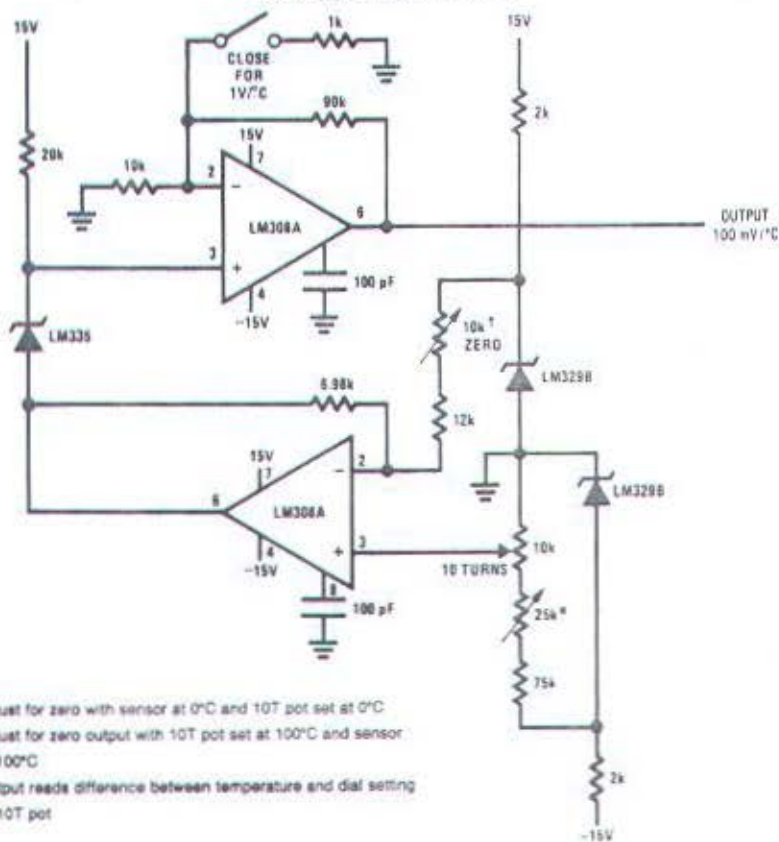 15V
1k
15V
CLOSE
FOR
1V/°C
90k
2k
20k
15V
7
10k
2
−
LM308A
6
OUTPUT
100 mV/°C
3
+
4
−15V
100 pF
LM335
10k†
ZERO
LM329B
6.98k
12k
15V
7
2
−
LM329B
6
LM308A
3
+
10 TURNS
10k
4
−15V
8
100 pF
25k*
75k
ust for zero with sensor at 0°C and 10T pot set at 0°C
ust for zero output with 10T pot set at 100°C and sensor
100°C
tput reads difference between temperature and dial setting
10T pot
2k
−15V